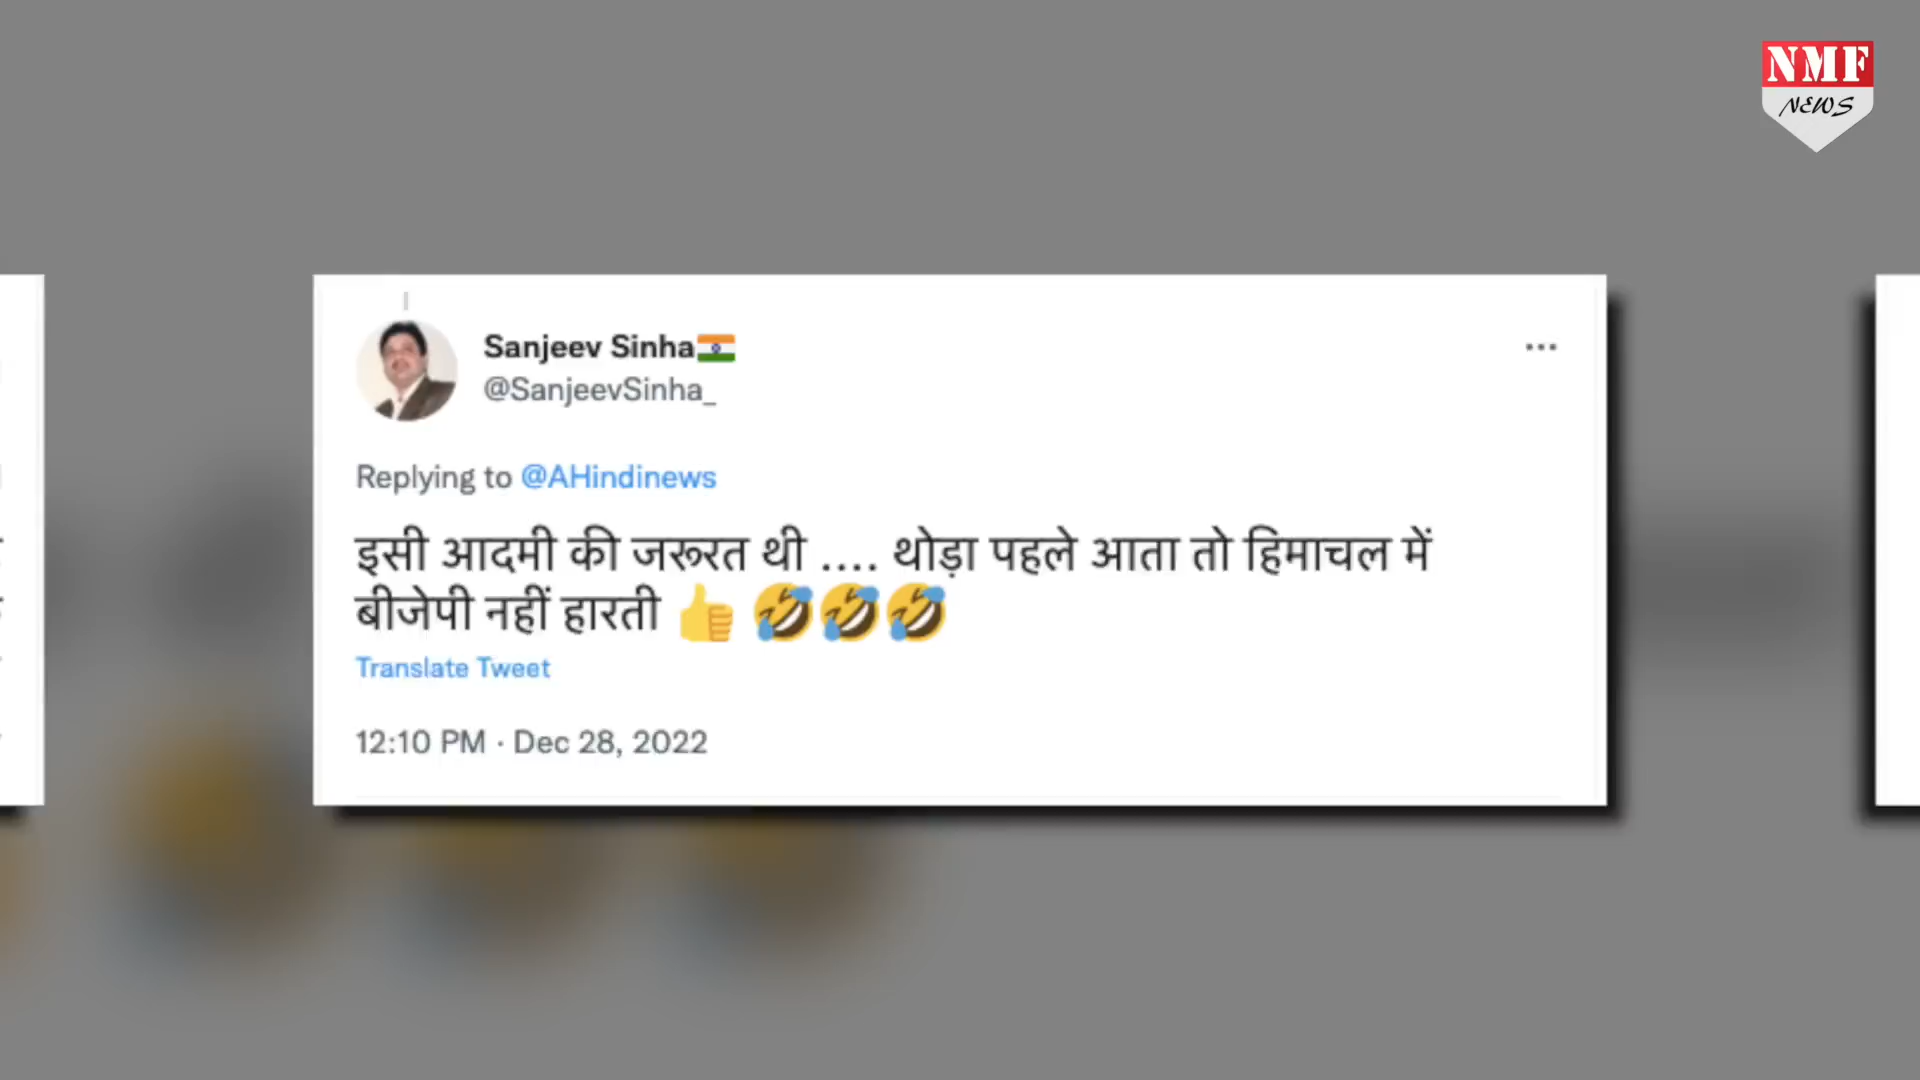 NMF
NEWS
Sanjeev Sinha🇮🇳
@SanjeevSinha_
Replying to @AHindinews
इसी आदमी की जरूरत थी .... थोड़ा पहले आता तो हिमाचल में
बीजेपी नहीं हारती 👍 🤣🤣🤣
Translate Tweet
12:10 PM · Dec 28, 2022